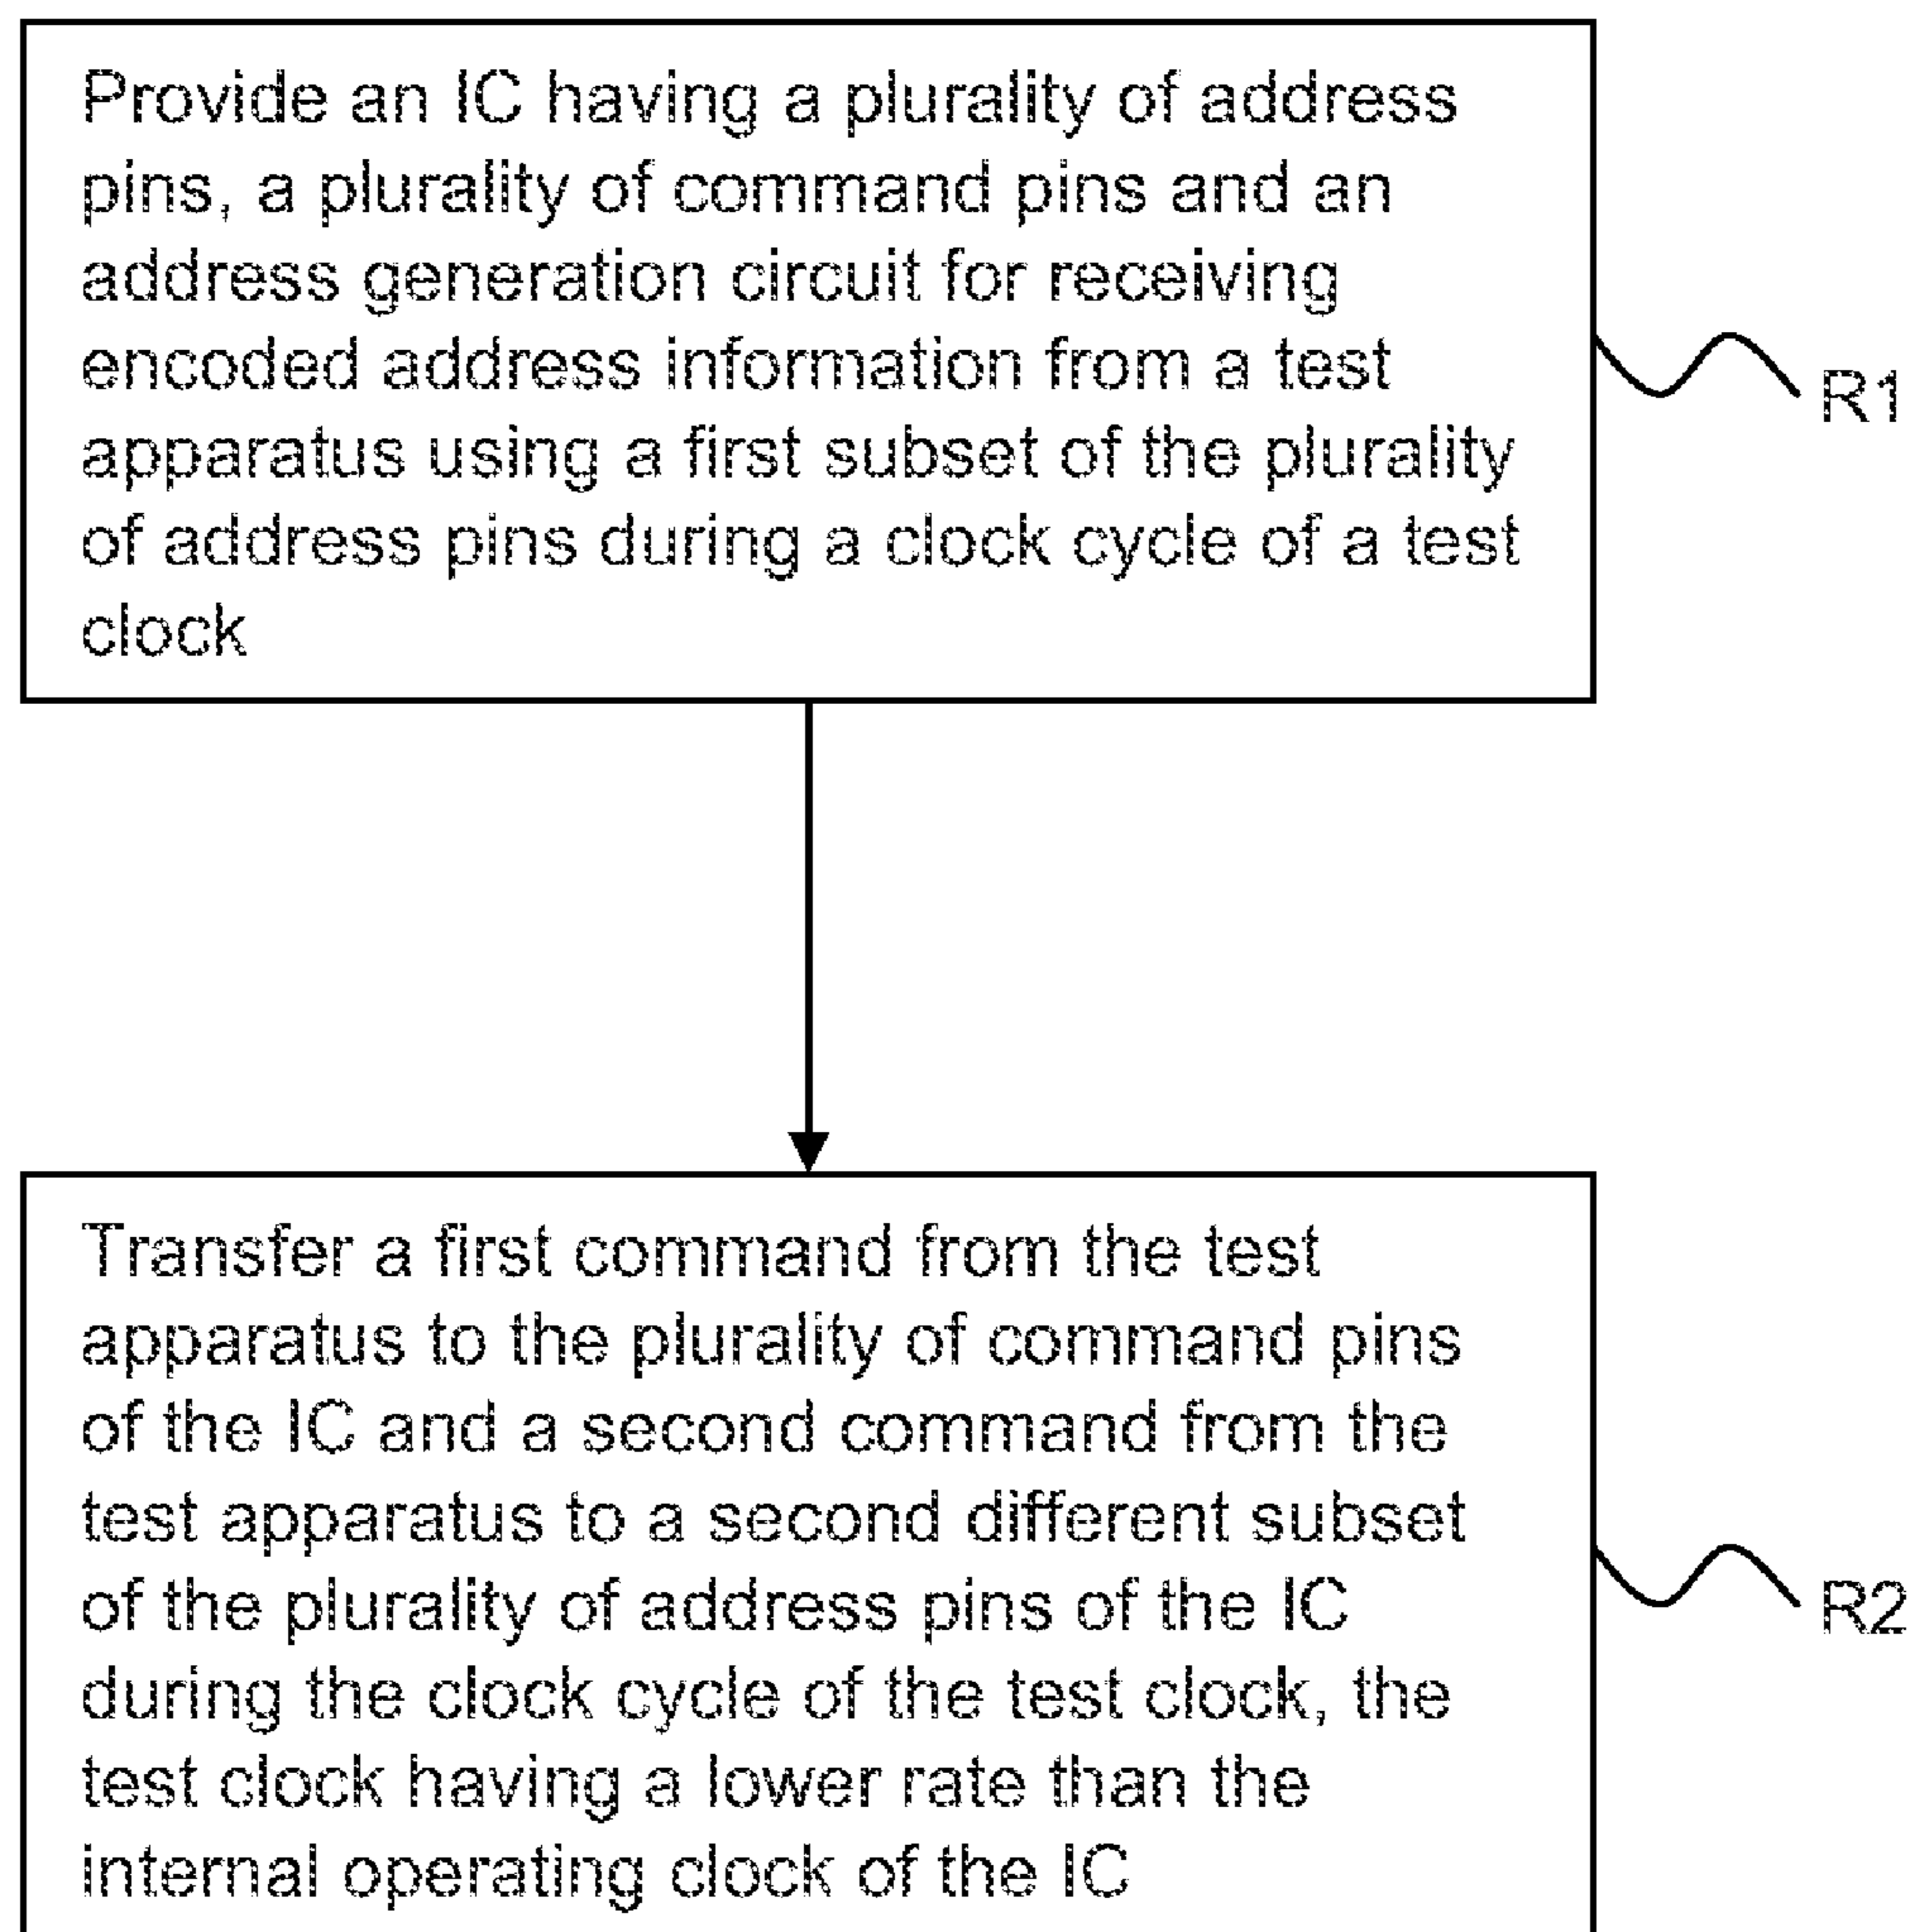 Provide an IC having a plurality of address
pins, a plurality of command pins and an
address generation circuit for receiving
encoded address information from a test
apparatus using a first subset of the plurality
of address pins during a clock cycle of a test
clock
R1
Transfer a first command from the test
apparatus to the plurality of command pins
of the IC and a second command from the
test apparatus to a second different subset
of the plurality of address pins of the IC
during the clock cycle of the test clock, the
test clock having a lower rate than the
internal operating clock of the IC
R2